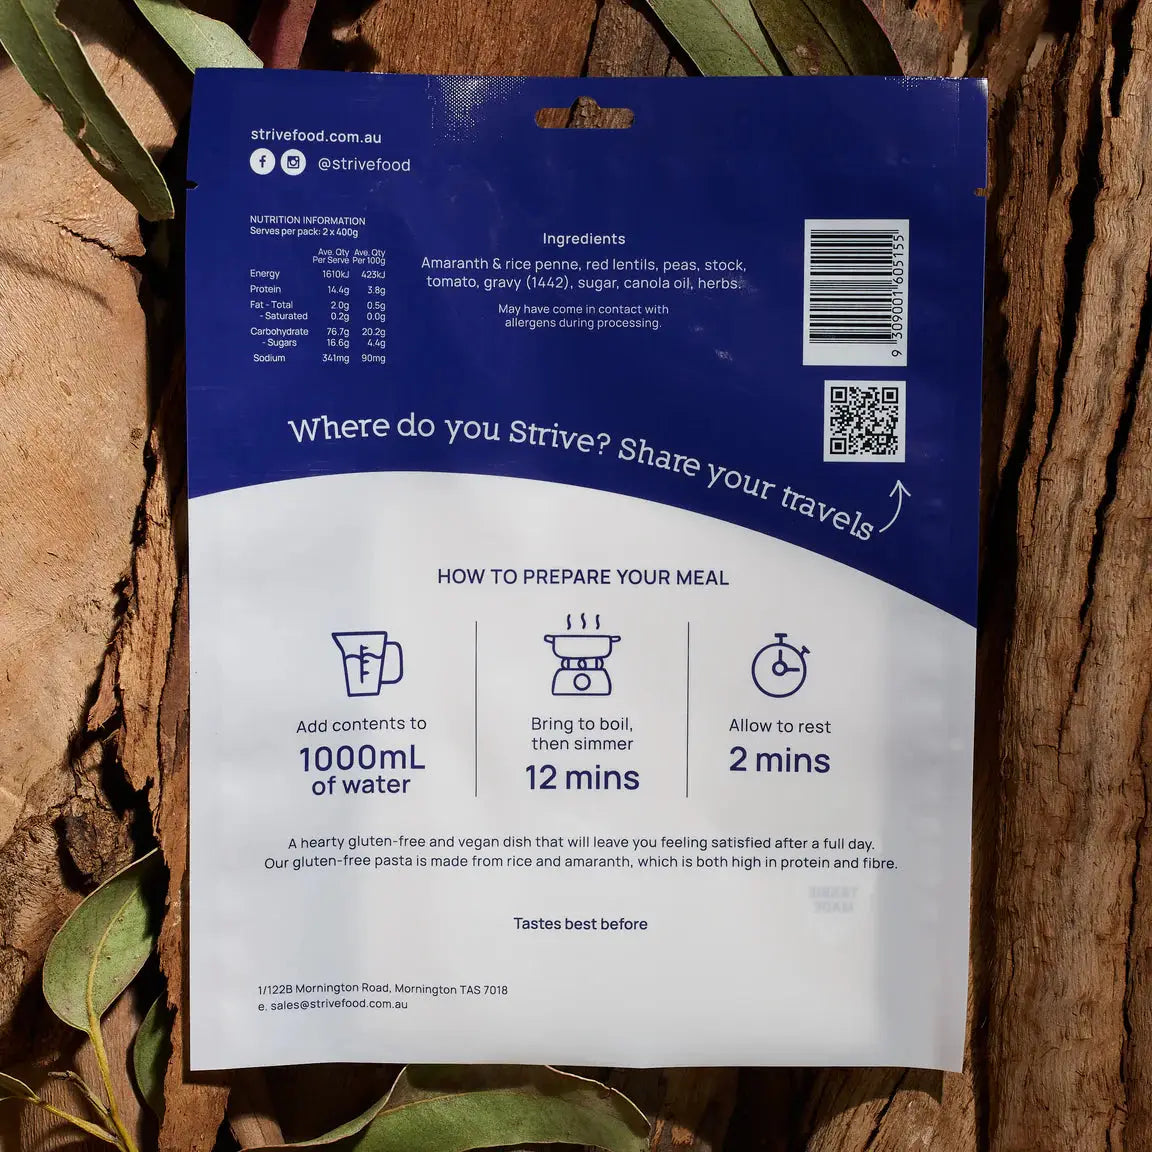 strivefood.com.au
@strivefood
NUTRITION INFORMATION
Serves per pack: 2 x 400g
Ave. Qty Per Serve Ave. Qty Per 100g
Energy 1610kJ 423kJ
Protein 14.4g 3.8g
Fat - Total 2.0g 0.5g
- Saturated 0.2g 0.0g
Carbohydrate 76.7g 20.2g
- Sugars 16.6g 4.4g
Sodium 341mg 90mg
Ingredients
Amaranth & rice penne, red lentils, peas, stock,
tomato, gravy (1442), sugar, canola oil, herbs.
May have come in contact with
allergens during processing.
9 309001 605155
Where do you Strive? Share your travels
HOW TO PREPARE YOUR MEAL
Add contents to
1000mL
of water
Bring to boil,
then simmer
12 mins
Allow to rest
2 mins
A hearty gluten-free and vegan dish that will leave you feeling satisfied after a full day.
Our gluten-free pasta is made from rice and amaranth, which is both high in protein and fibre.
Tastes best before
1/122B Mornington Road, Mornington TAS 7018
e. sales@strivefood.com.au